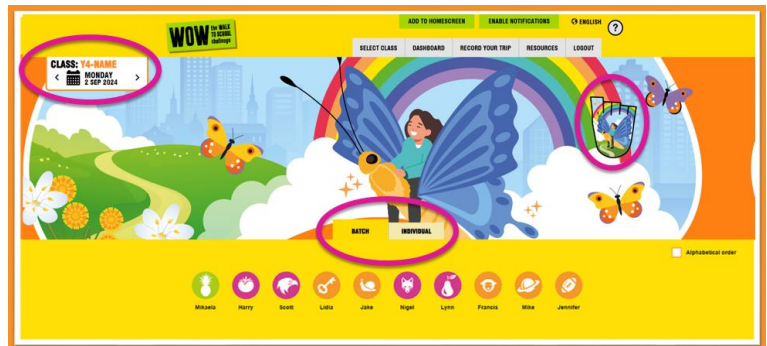 WOW the WALK
TO SCHOOL
challenge
ADD TO HOMESCREEN ENABLE NOTIFICATIONS ENGLISH ?
SELECT CLASS DASHBOARD RECORD YOUR TRIP RESOURCES LOGOUT
CLASS: Y4-NAME
< MONDAY >
2 SEP 2024
BATCH INDIVIDUAL
Alphabetical order
Mikaela Harry Scott Lidia Jake Nigel Lynn Francis Mike Jennifer